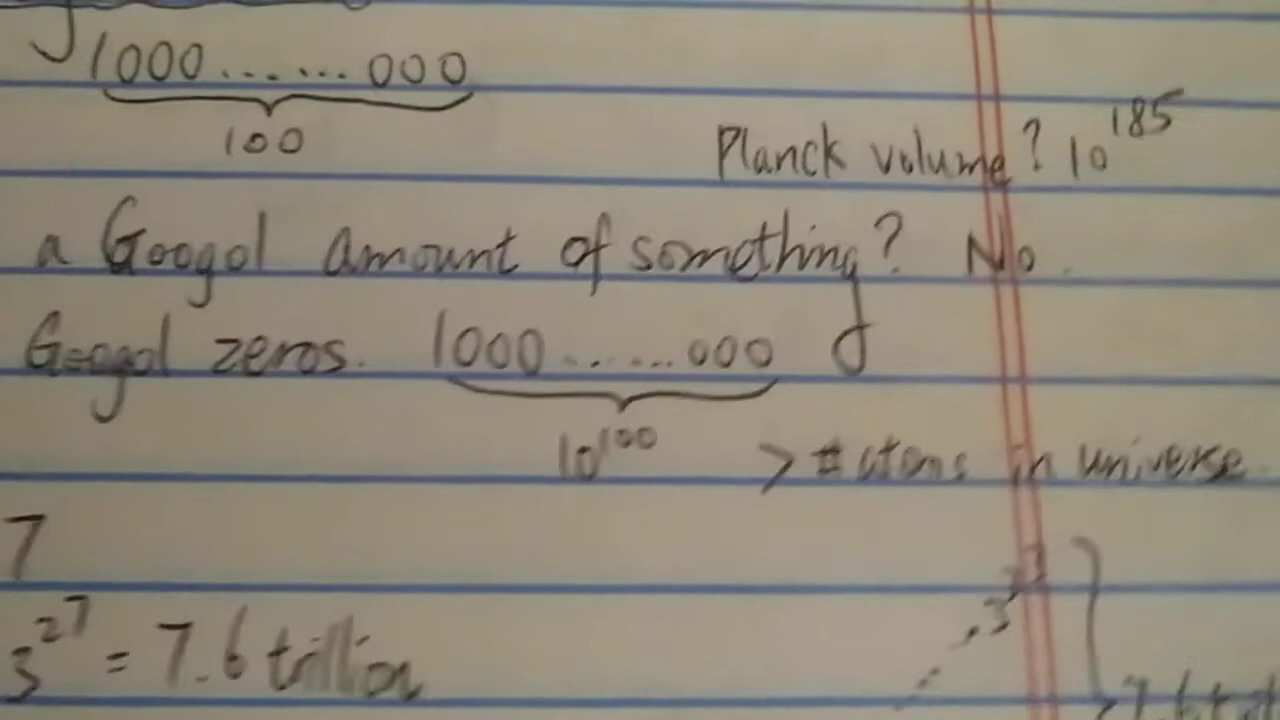 1000.......000
100
Planck volume? 10^185
a Googol amount of something? No.
Googol zeros. 1000......000
10^100 > # atoms in universe
7
3^27 = 7.6 trillion